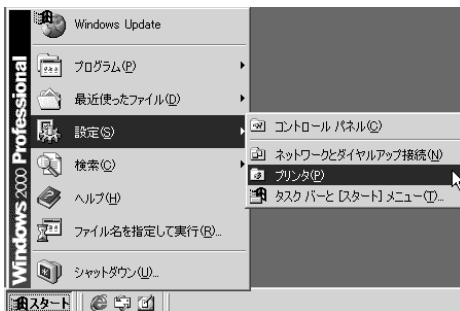 Windows 2000 Professional
Windows Update
プログラム(P)
最近使ったファイル(D)
設定(S)
検索(C)
ヘルプ(H)
ファイル名を指定して実行(R)...
シャットダウン(U)...
コントロール パネル(C)
ネットワークとダイヤルアップ接続(N)
プリンタ(P)
タスク バーと [スタート] メニュー(T)...
スタート